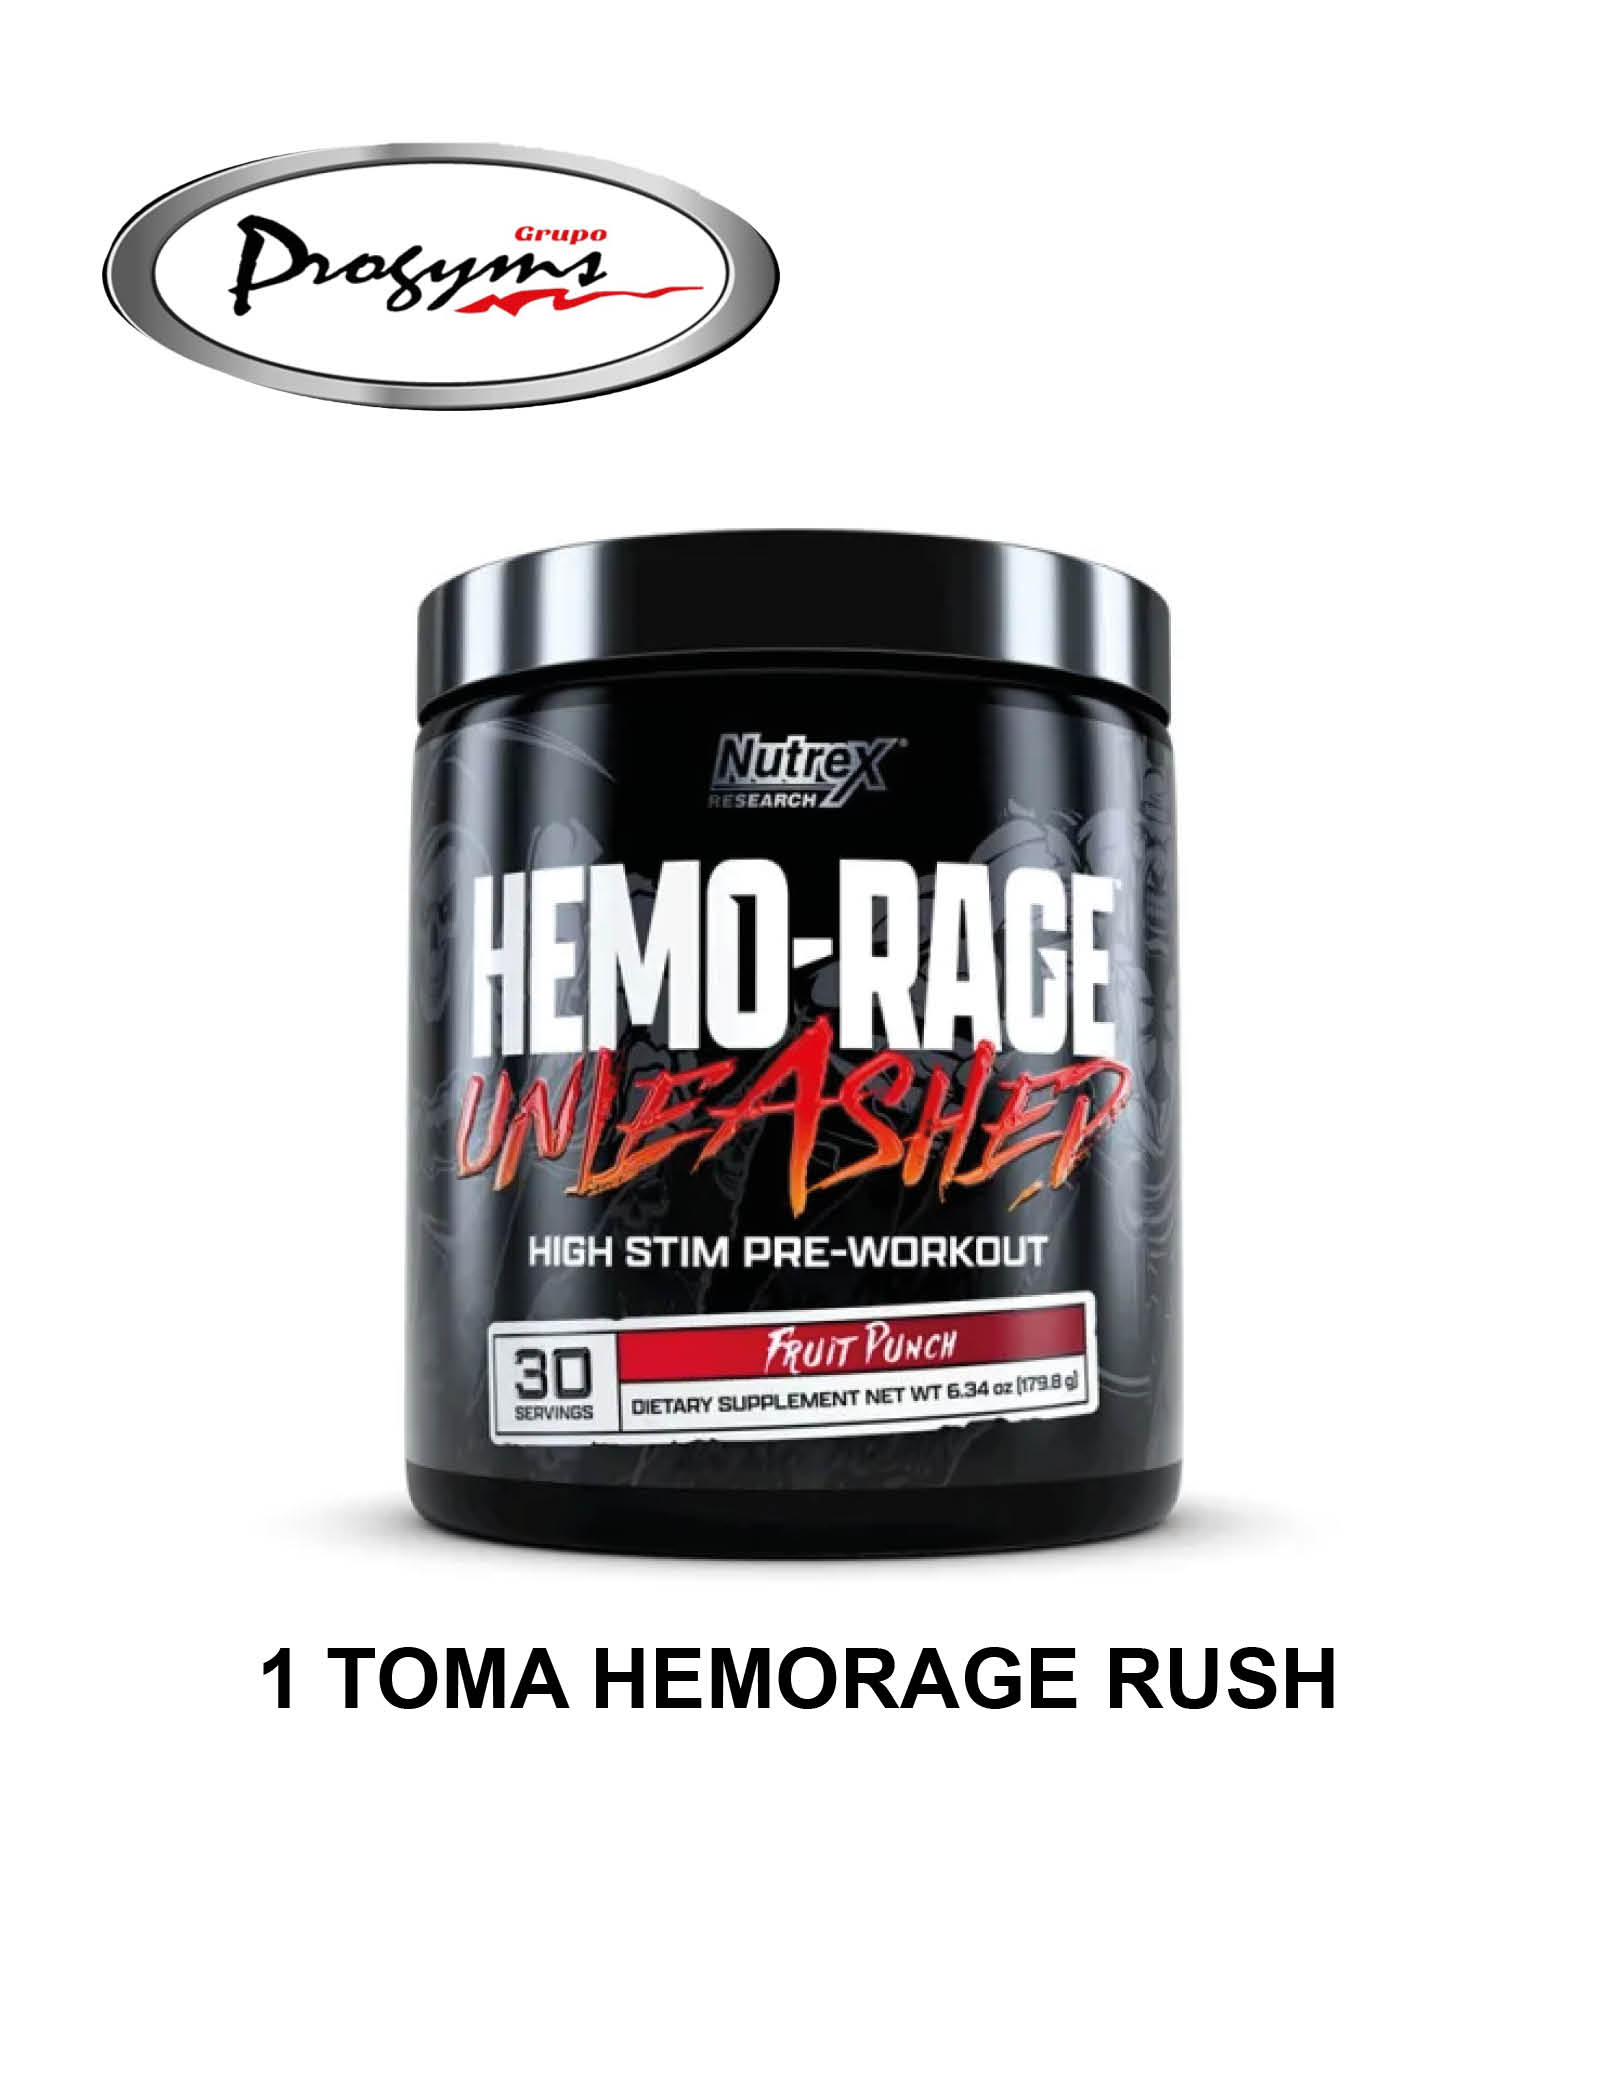 Grupo
Progyms
Nutrex®
RESEARCH
HEMO-RAGE
UNLEASHED
HIGH STIM PRE-WORKOUT
30
SERVINGS
FRUIT PUNCH
DIETARY SUPPLEMENT NET WT 6.34 oz (179.8 g)
1 TOMA HEMORAGE RUSH